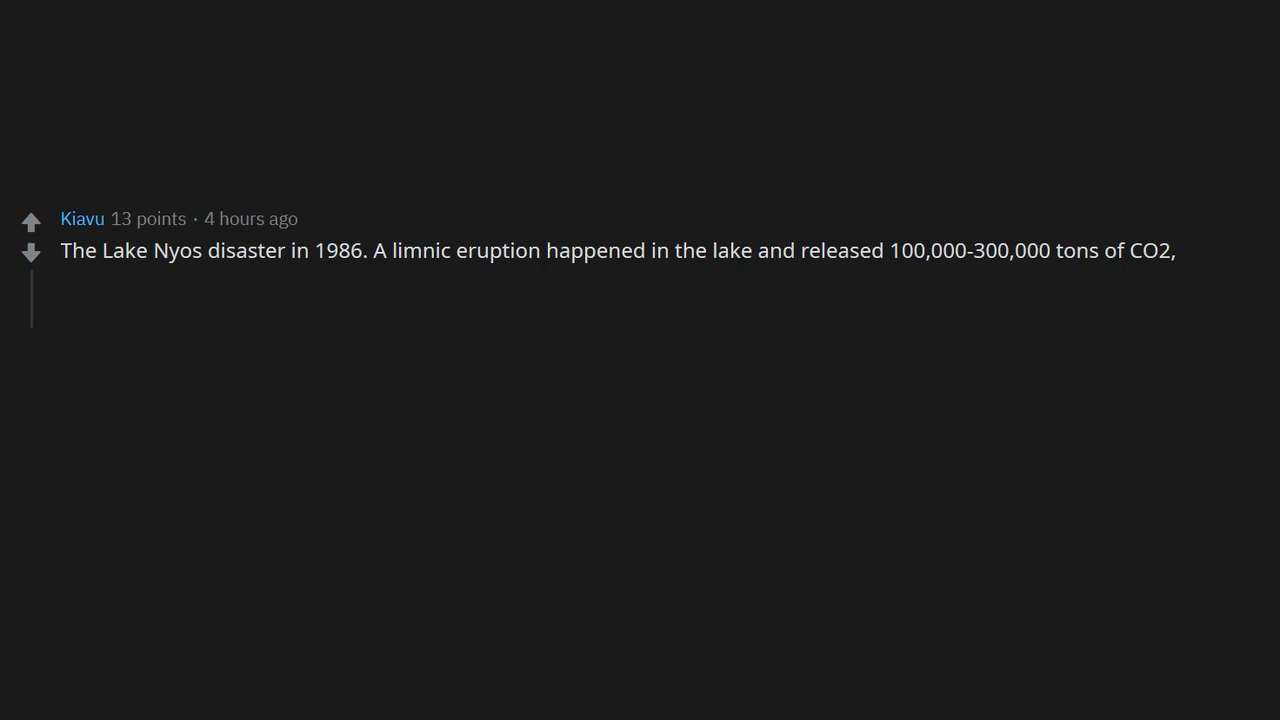 Kiavu 13 points · 4 hours ago
The Lake Nyos disaster in 1986. A limnic eruption happened in the lake and released 100,000-300,000 tons of CO2,